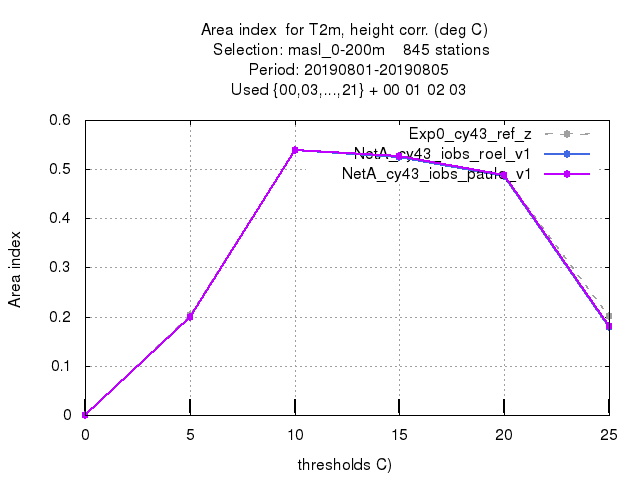 Area index  for T2m, height corr. (deg C)
Selection: masl_0-200m    845 stations
Period: 20190801-20190805
Used {00,03,...,21} + 00 01 02 03
Exp0_cy43_ref_z
NetA_cy43_iobs_roel_v1
NetA_cy43_iobs_paulo_v1
Area index
0.6
0.5
0.4
0.3
0.2
0.1
0
0 5 10 15 20 25
thresholds C)